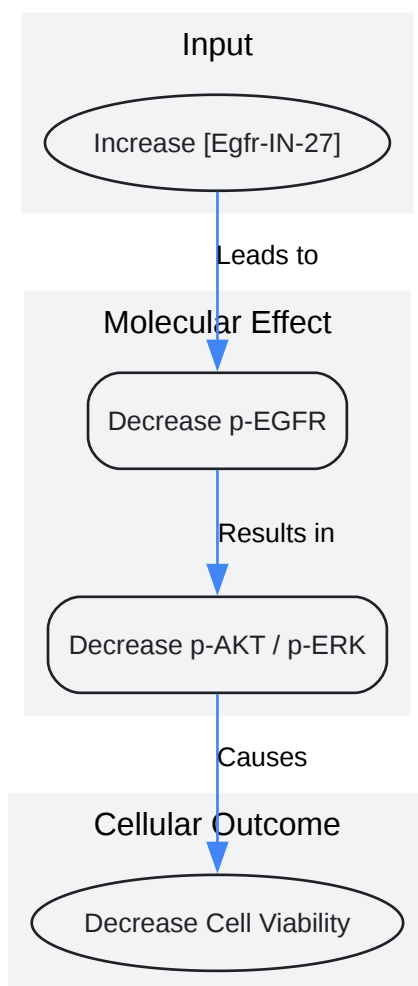 Input
Increase [Egfr-IN-27]
Leads to
Molecular Effect
Decrease p-EGFR
Results in
Decrease p-AKT / p-ERK
Causes
Cellular Outcome
Decrease Cell Viability